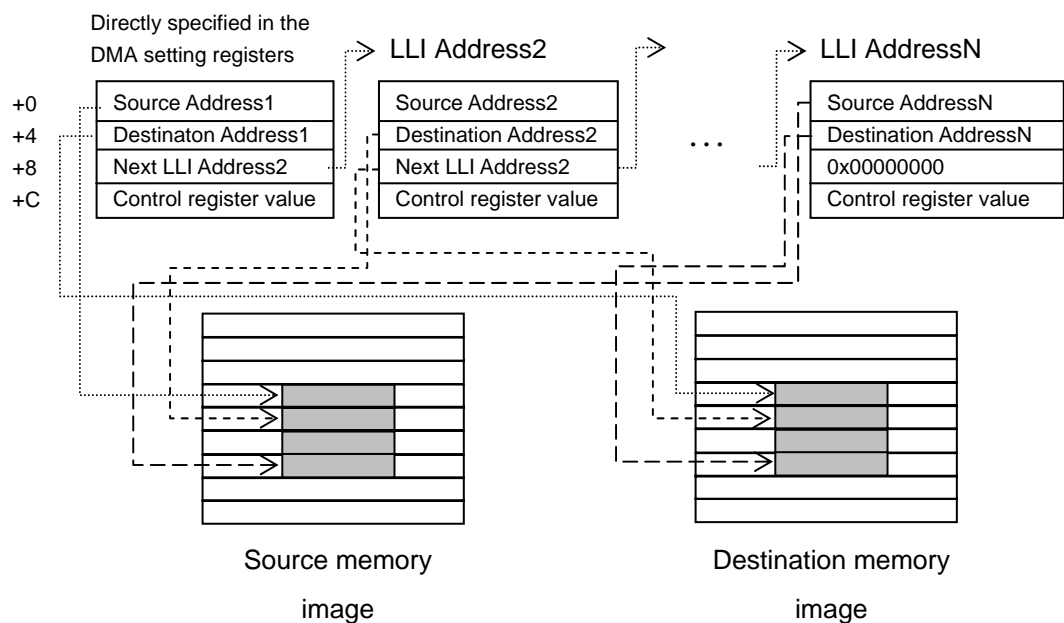 Directly specified in the
DMA setting registers
LLI Address2
LLI AddressN
+0
Source Address1
Source Address2
Source AddressN
+4
Destinaton Address1
Destination Address2
Destination AddressN
...
+8
Next LLI Address2
Next LLI Address2
0x00000000
+C
Control register value
Control register value
Control register value
Source memory
image
Destination memory
image